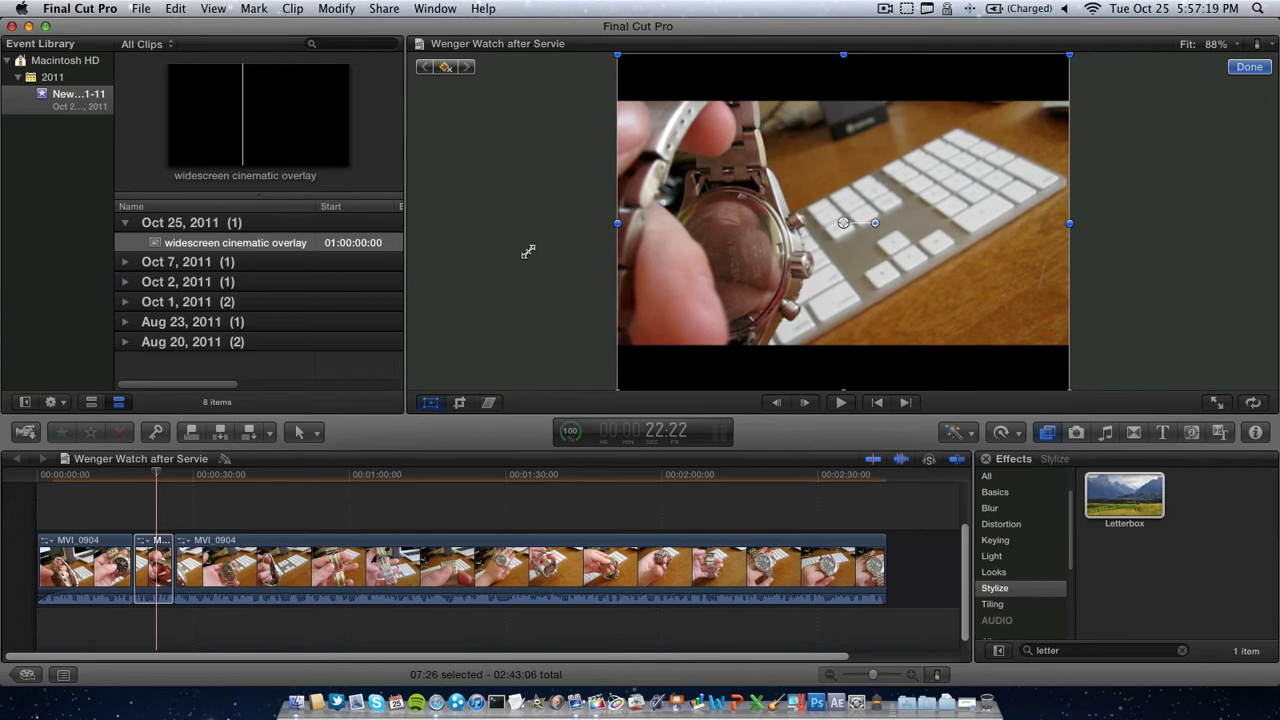 Final Cut Pro File Edit View Mark Clip Modify Share Window Help
(Charged) Tue Oct 25 5:57:19 PM
Final Cut Pro
Event Library
All Clips
Wenger Watch after Servie
Fit: 88%
Macintosh HD
2011
New...1-11
Oct 2..., 2011
Done
widescreen cinematic overlay
Name Start
Oct 25, 2011 (1)
widescreen cinematic overlay 01:00:00:00
Oct 7, 2011 (1)
Oct 2, 2011 (1)
Oct 1, 2011 (2)
Aug 23, 2011 (1)
Aug 20, 2011 (2)
8 items
100
00:00:22:22
HR MIN SEC FR
Wenger Watch after Servie
00:00:00:00 00:00:30:00 00:01:00:00 00:01:30:00 00:02:00:00 00:02:30:00
MVI_0904 M... MVI_0904
Effects Stylize
All
Basics
Blur
Distortion
Keying
Light
Looks
Stylize
Tiling
AUDIO
Letterbox
letter
1 item
07:26 selected - 02:43:06 total